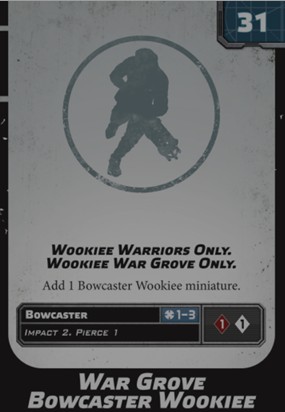 31
Wookiee Warriors Only.
Wookiee War Grove Only.
Add 1 Bowcaster Wookiee miniature.
Bowcaster 1-3 1 1
Impact 2, Pierce 1
War Grove
Bowcaster Wookiee